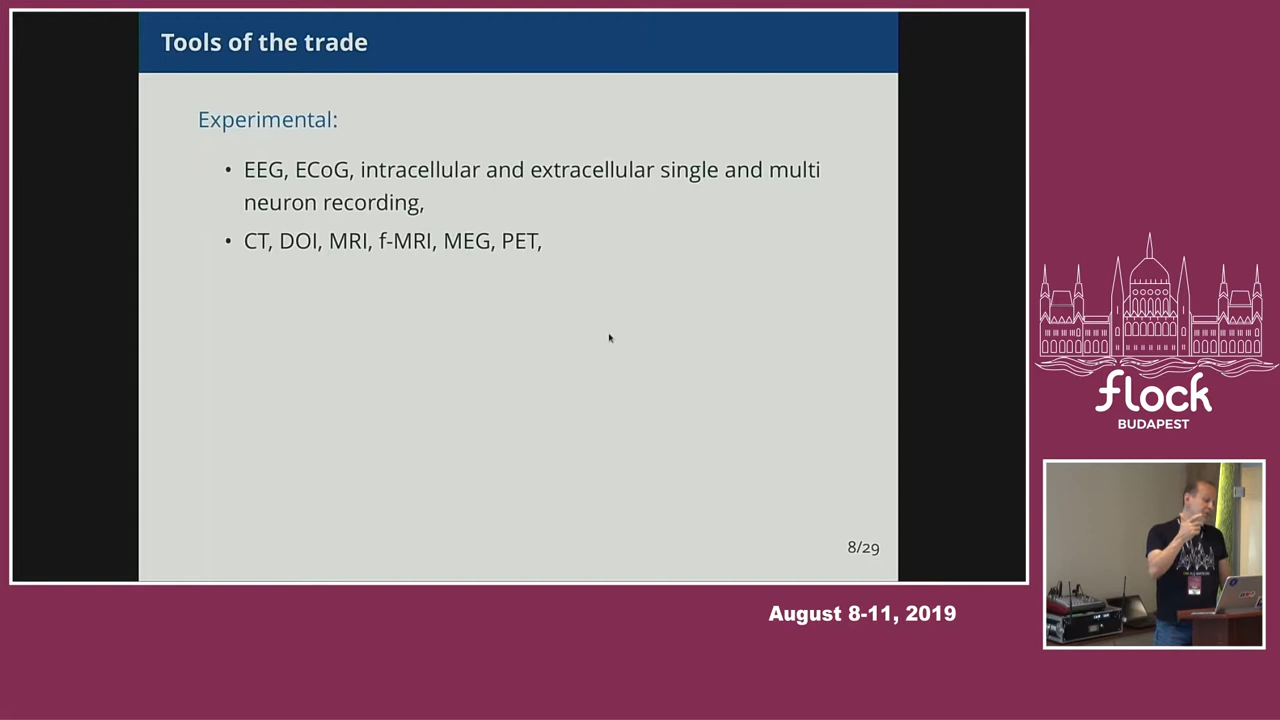 Tools of the trade
Experimental:
• EEG, ECoG, intracellular and extracellular single and multi
neuron recording,
• CT, DOI, MRI, f-MRI, MEG, PET,
8/29
flock
BUDAPEST
August 8-11, 2019